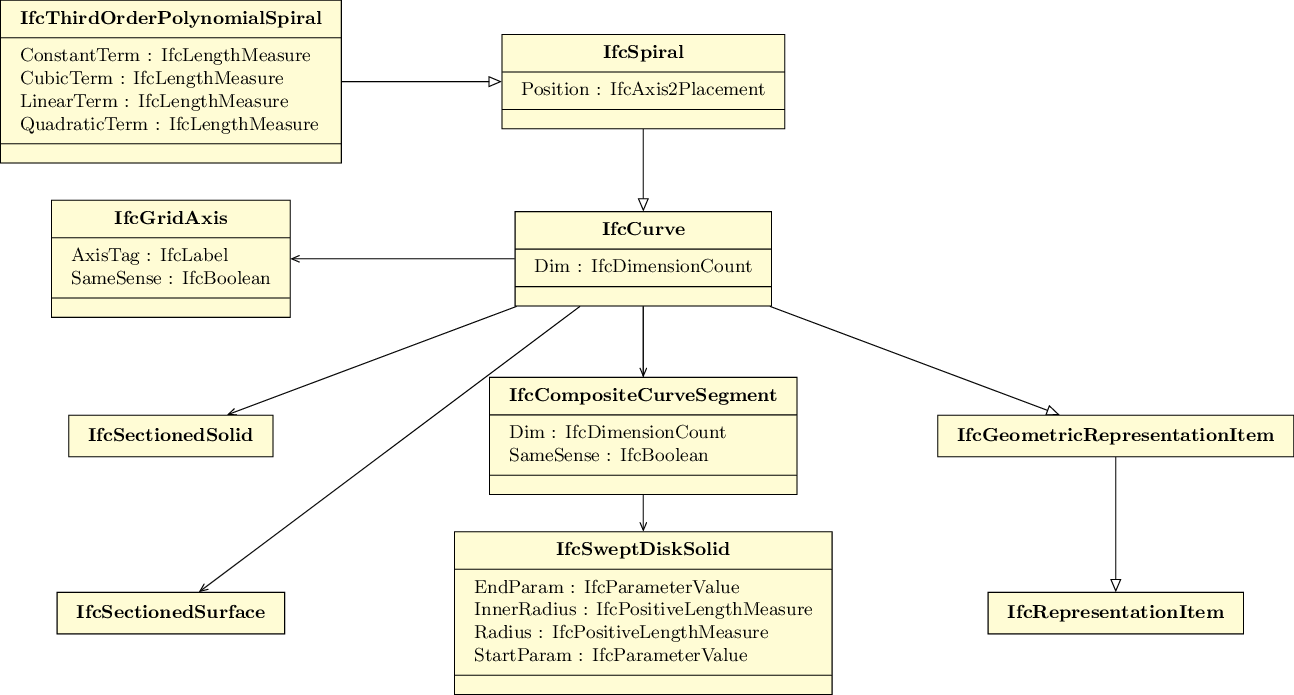 IfcThirdOrderPolynomialSpiral
ConstantTerm : IfcLengthMeasure
CubicTerm : IfcLengthMeasure
LinearTerm : IfcLengthMeasure
QuadraticTerm : IfcLengthMeasure
IfcSpiral
Position : IfcAxis2Placement
IfcGridAxis
AxisTag : IfcLabel
SameSense : IfcBoolean
IfcCurve
Dim : IfcDimensionCount
IfcSectionedSolid
IfcCompositeCurveSegment
Dim : IfcDimensionCount
SameSense : IfcBoolean
IfcGeometricRepresentationItem
IfcSectionedSurface
IfcSweptDiskSolid
EndParam : IfcParameterValue
InnerRadius : IfcPositiveLengthMeasure
Radius : IfcPositiveLengthMeasure
StartParam : IfcParameterValue
IfcRepresentationItem